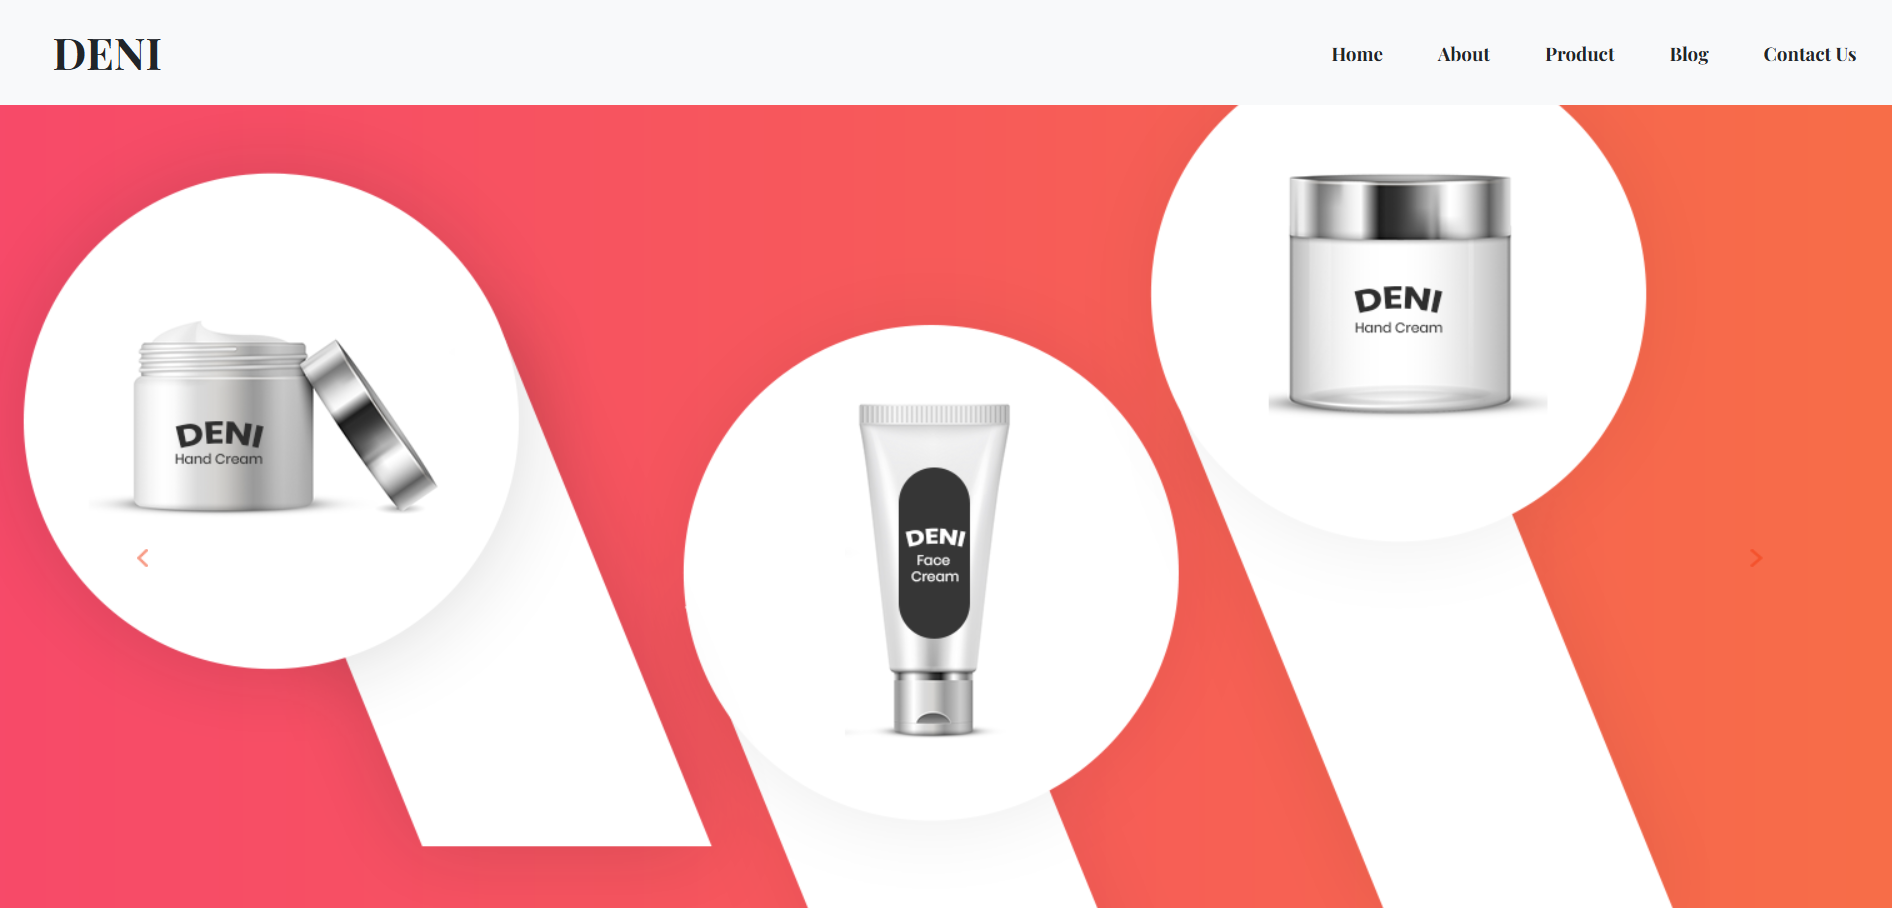 DENI
Home About Product Blog Contact Us
DENI
Hand Cream
DENI
Face
Cream
DENI
Hand Cream